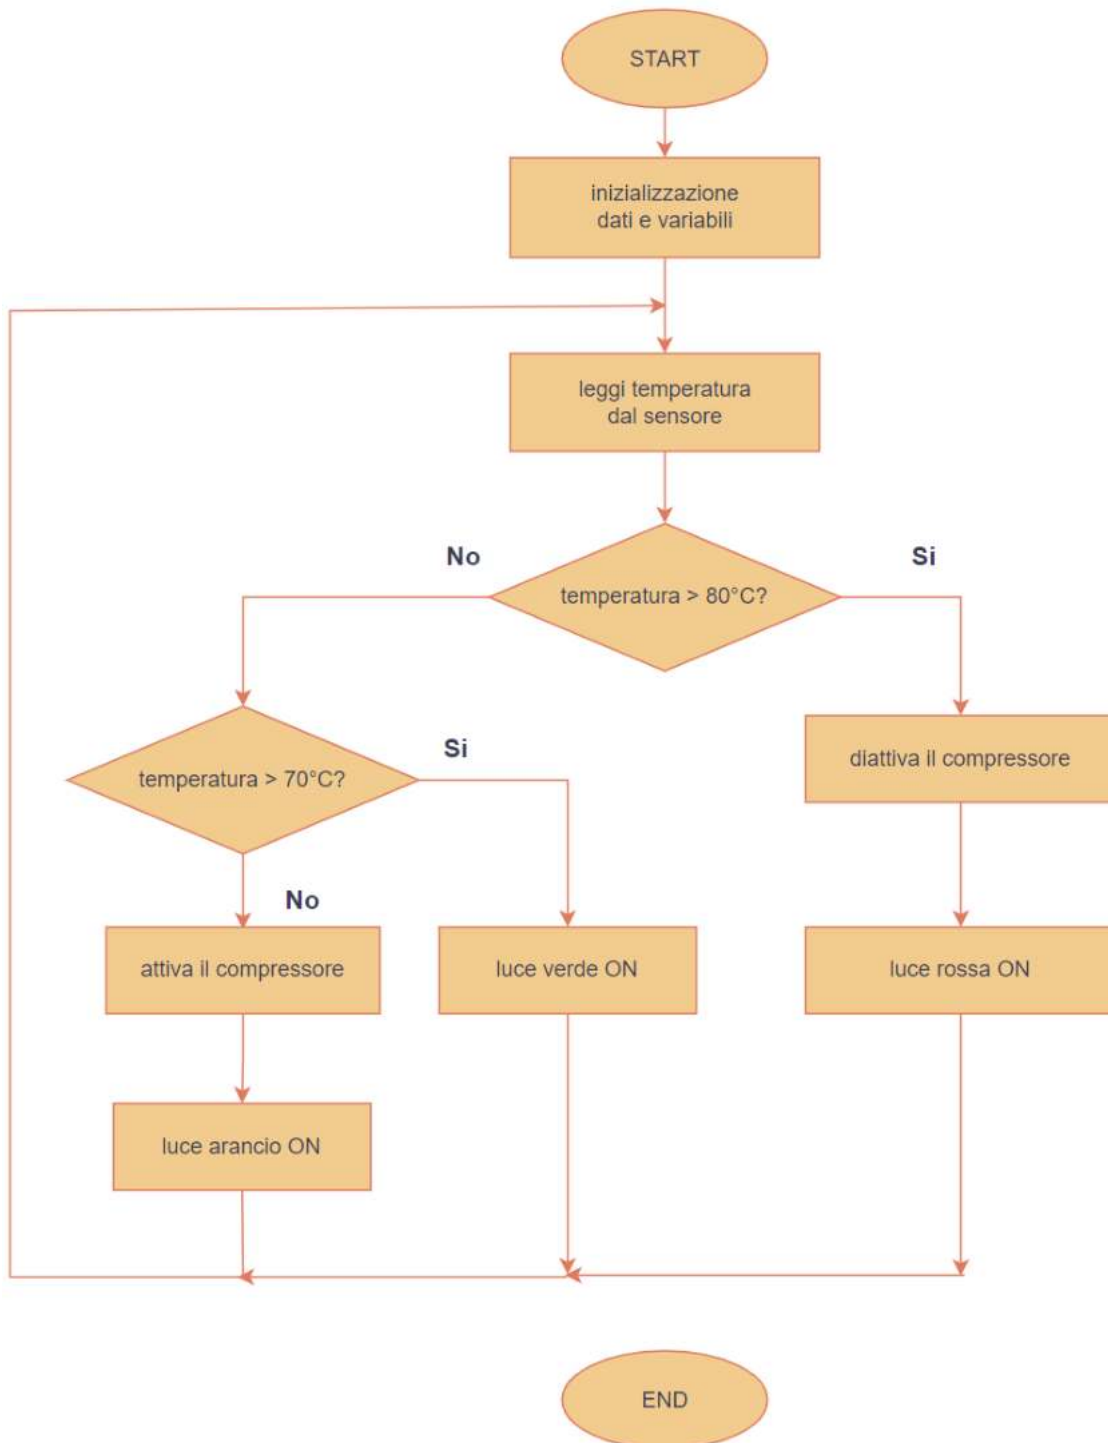 START
inizializzazione
dati e variabili
leggi temperatura
dal sensore
No
Si
temperatura > 80°C?
Si
temperatura > 70°C?
diattiva il compressore
No
attiva il compressore
luce verde ON
luce rossa ON
luce arancio ON
END